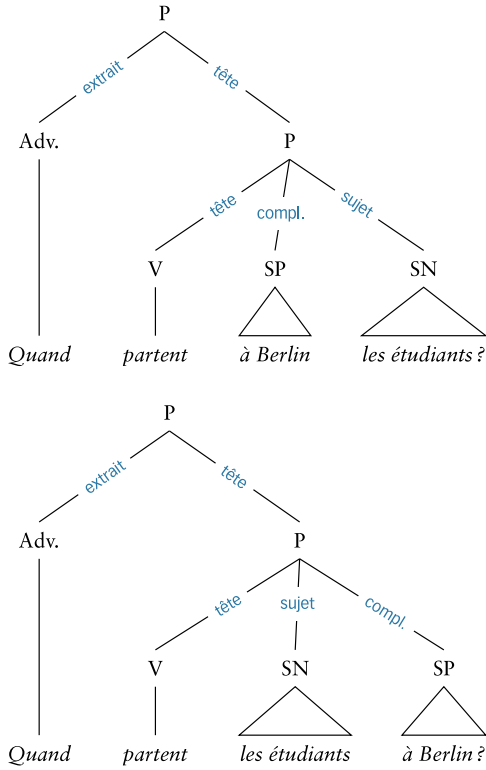 P
extrait tête
Adv. P
tête compl. sujet
V SP SN
Quand partent à Berlin les étudiants ?
P
extrait tête
Adv. P
tête sujet compl.
V SN SP
Quand partent les étudiants à Berlin ?